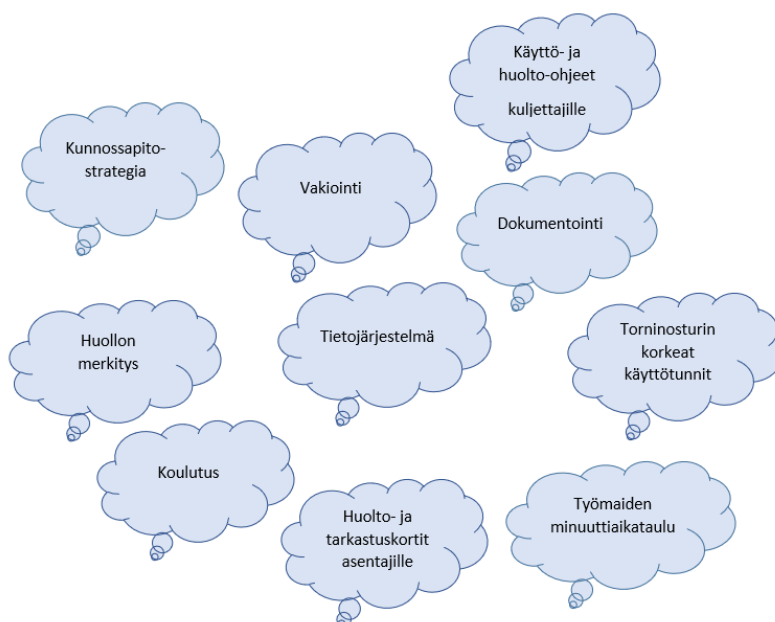 Käyttö- ja
huolto-ohjeet
kuljettajille
Kunnossapito-
strategia
Vakiointi
Dokumentointi
Huollon
merkitys
Tietojärjestelmä
Torninosturin
korkeat
käyttötunnit
Koulutus
Huolto- ja
tarkastuskortit
asentajille
Työmaiden
minuuttiaikataulu